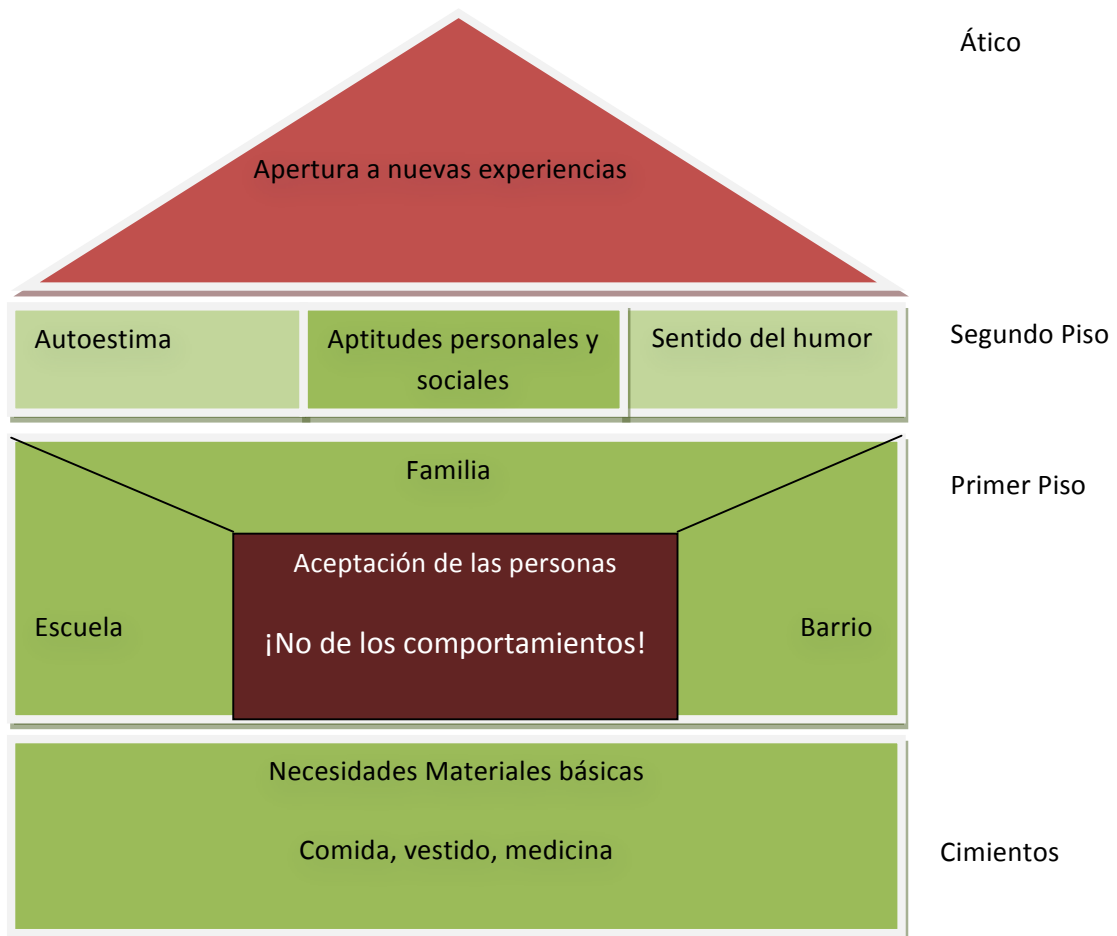 Ático
Apertura a nuevas experiencias
Segundo Piso
Autoestima
Aptitudes personales y
sociales
Sentido del humor
Primer Piso
Familia
Aceptación de las personas
¡No de los comportamientos!
Escuela
Barrio
Necesidades Materiales básicas
Comida, vestido, medicina
Cimientos